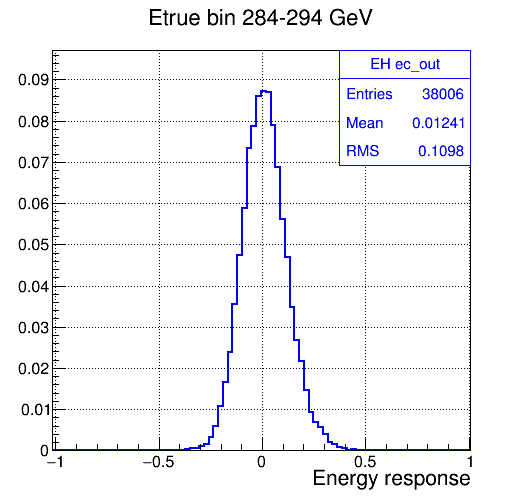 Etrue bin 284-294 GeV
EH ec_out
Entries 38006
Mean 0.01241
RMS 0.1098
0.09
0.08
0.07
0.06
0.05
0.04
0.03
0.02
0.01
0
−1 −0.5 0 0.5 1
Energy response